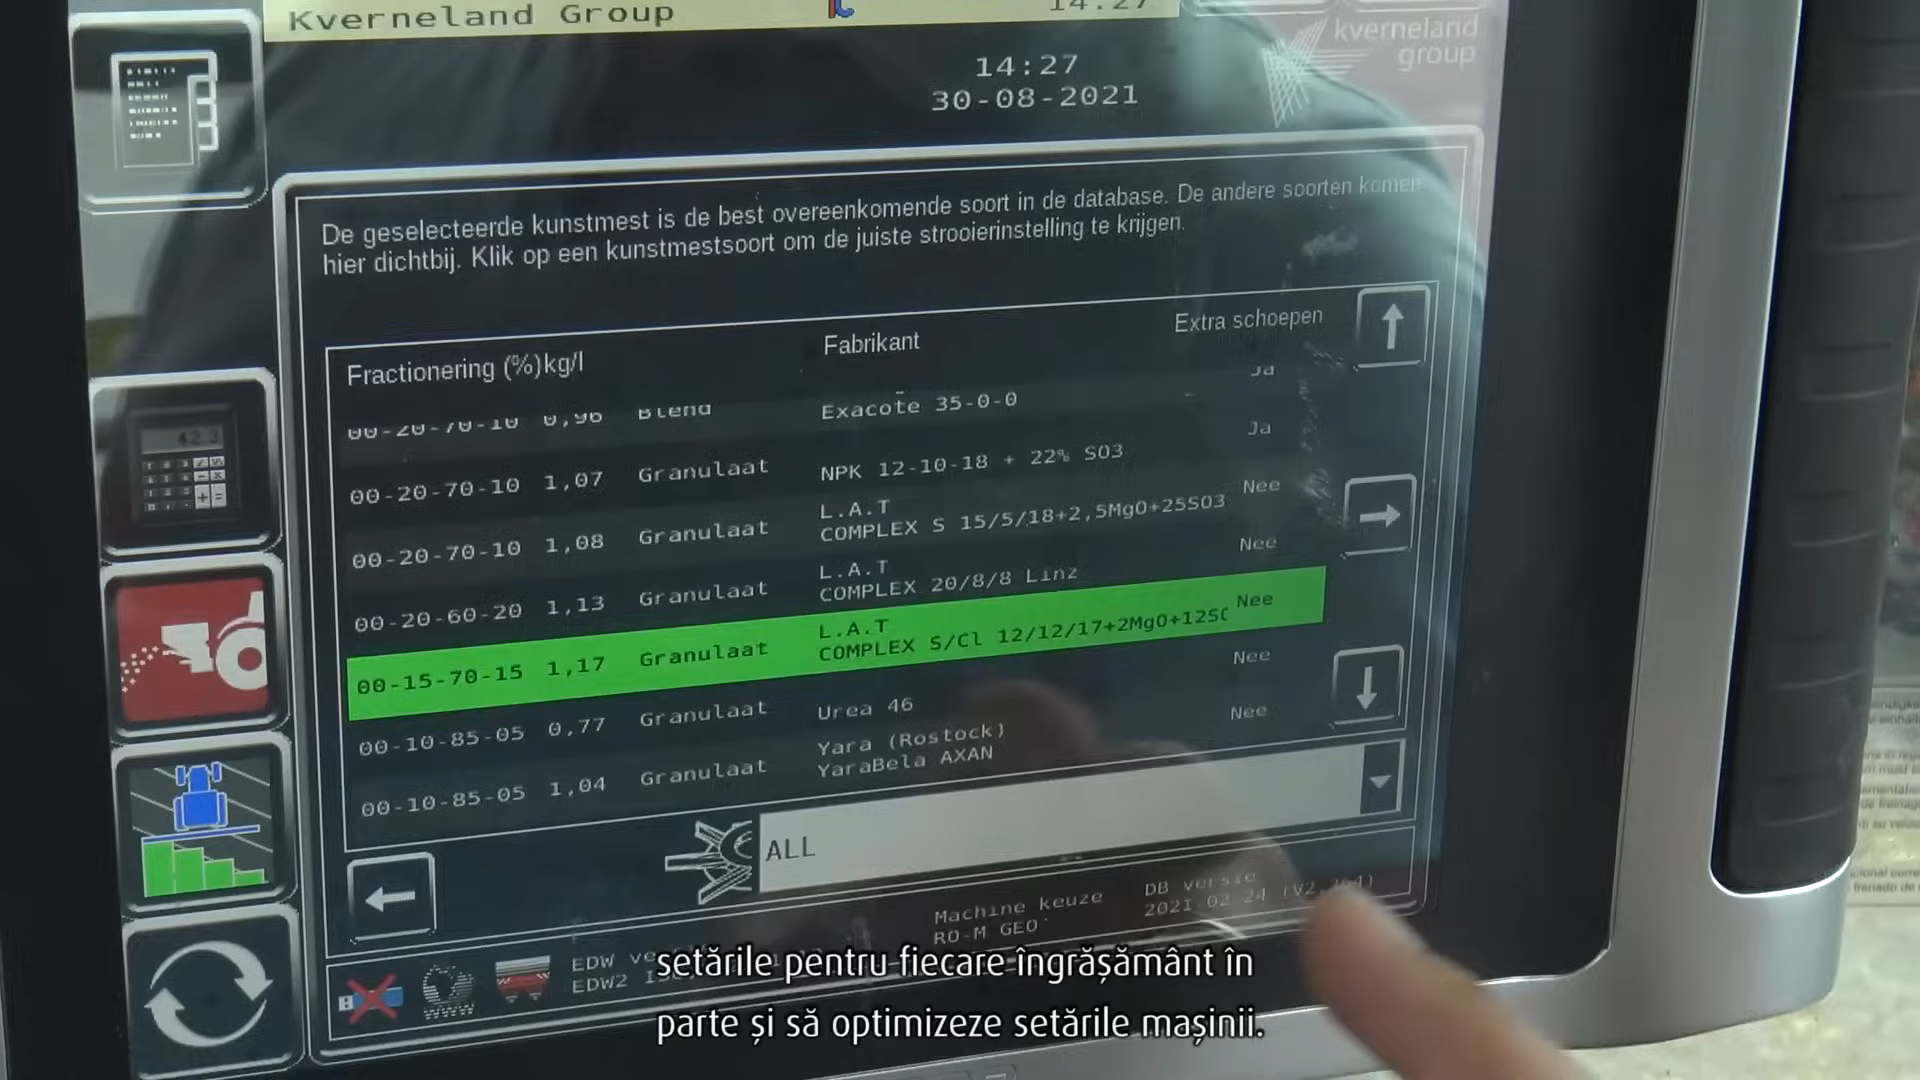 Kverneland Group
14:27
kverneland
group
14:27
30-08-2021
De geselecteerde kunstmest is de best overeenkomende soort in de database. De andere soorten komen
hier dichtbij. Klik op een kunstmestsoort om de juiste strooierinstelling te krijgen.
Fractionering (%)kg/l Fabrikant Extra schoepen
00-20-70-10 0,96 Blend Exacote 35-0-0 Ja
00-20-70-10 1,07 Granulaat NPK 12-10-18 + 22% SO3 Ja
00-20-70-10 1,08 Granulaat L.A.T Nee
COMPLEX S 15/5/18+2,5MgO+25SO3
00-20-60-20 1,13 Granulaat L.A.T Nee
COMPLEX 20/8/8 Linz
00-15-70-15 1,17 Granulaat L.A.T Nee
COMPLEX S/Cl 12/12/17+2MgO+12SO
00-10-85-05 0,77 Granulaat Urea 46 Nee
00-10-85-05 1,04 Granulaat Yara (Rostock) Nee
YaraBela AXAN
ALL
Machine keuze
RO-M GEO
DB versie
2021-02-24
EDW
EDW2
42.3
setările pentru fiecare îngrășământ în
parte și să optimizeze setările mașinii.